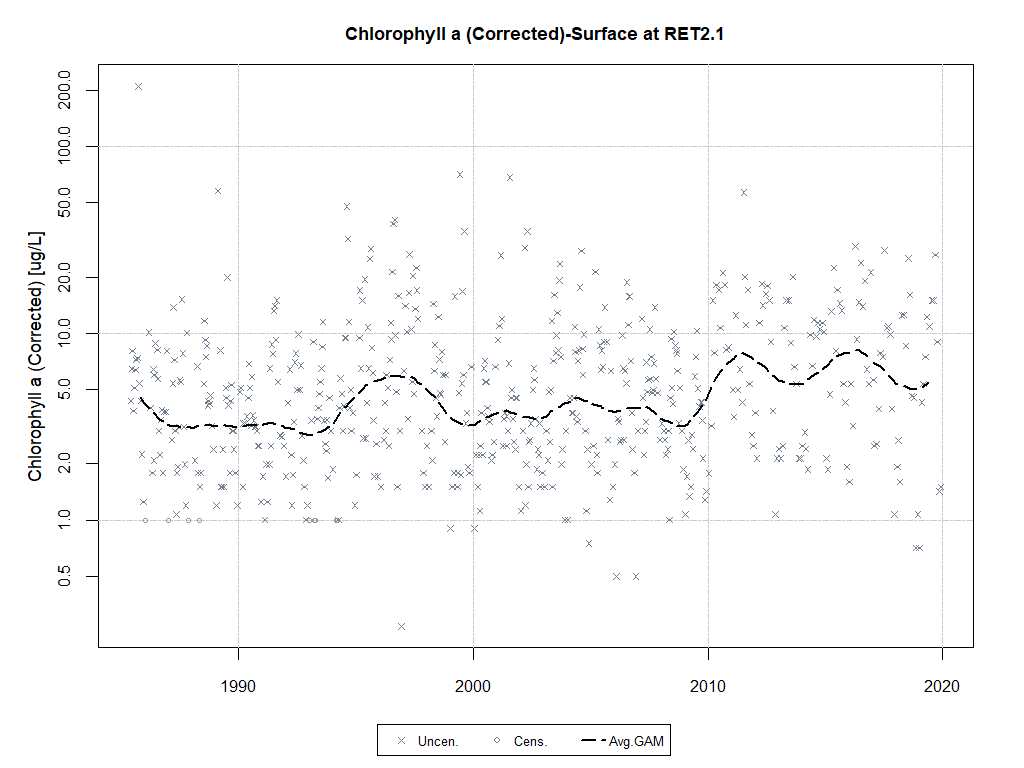 Chlorophyll a (Corrected)-Surface at RET2.1
Chlorophyll a (Corrected) [ug/L]
200.0
100.0
50.0
20.0
10.0
5.0
2.0
1.0
0.5
1990 2000 2010 2020
Uncen. Cens. Avg.GAM